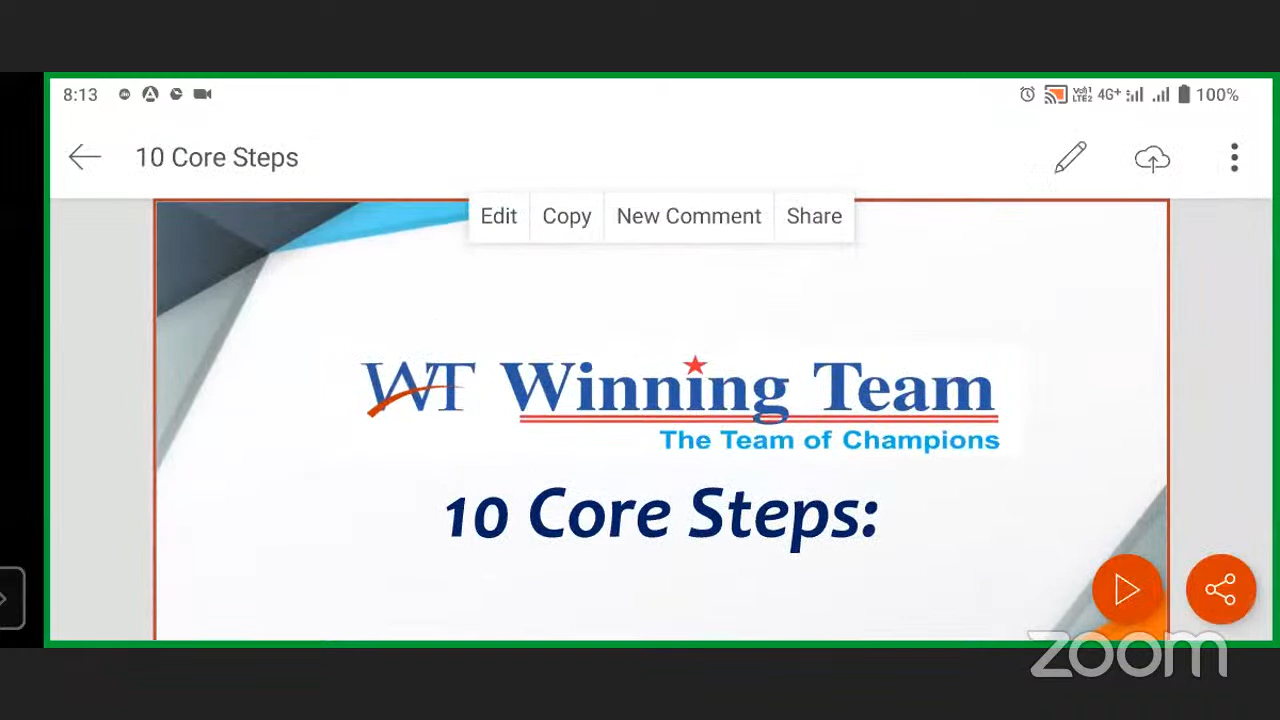 8:13 4G+ 100%
10 Core Steps
Edit Copy New Comment Share
WT Winning Team
The Team of Champions
10 Core Steps:
zoom